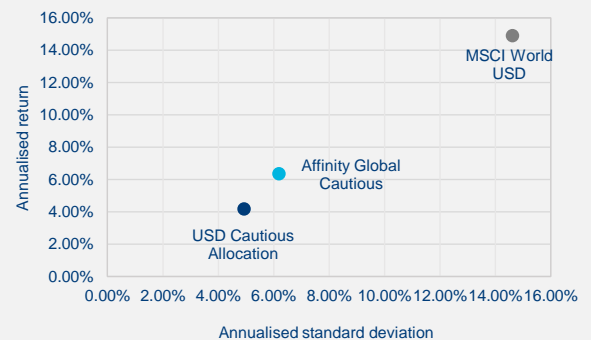 16.00%
14.00%
MSCI World
USD
12.00%
10.00%
Annualised return
8.00%
Affinity Global
Cautious
6.00%
4.00%
USD Cautious
Allocation
2.00%
0.00%
0.00% 2.00% 4.00% 6.00% 8.00% 10.00% 12.00% 14.00% 16.00%
Annualised standard deviation